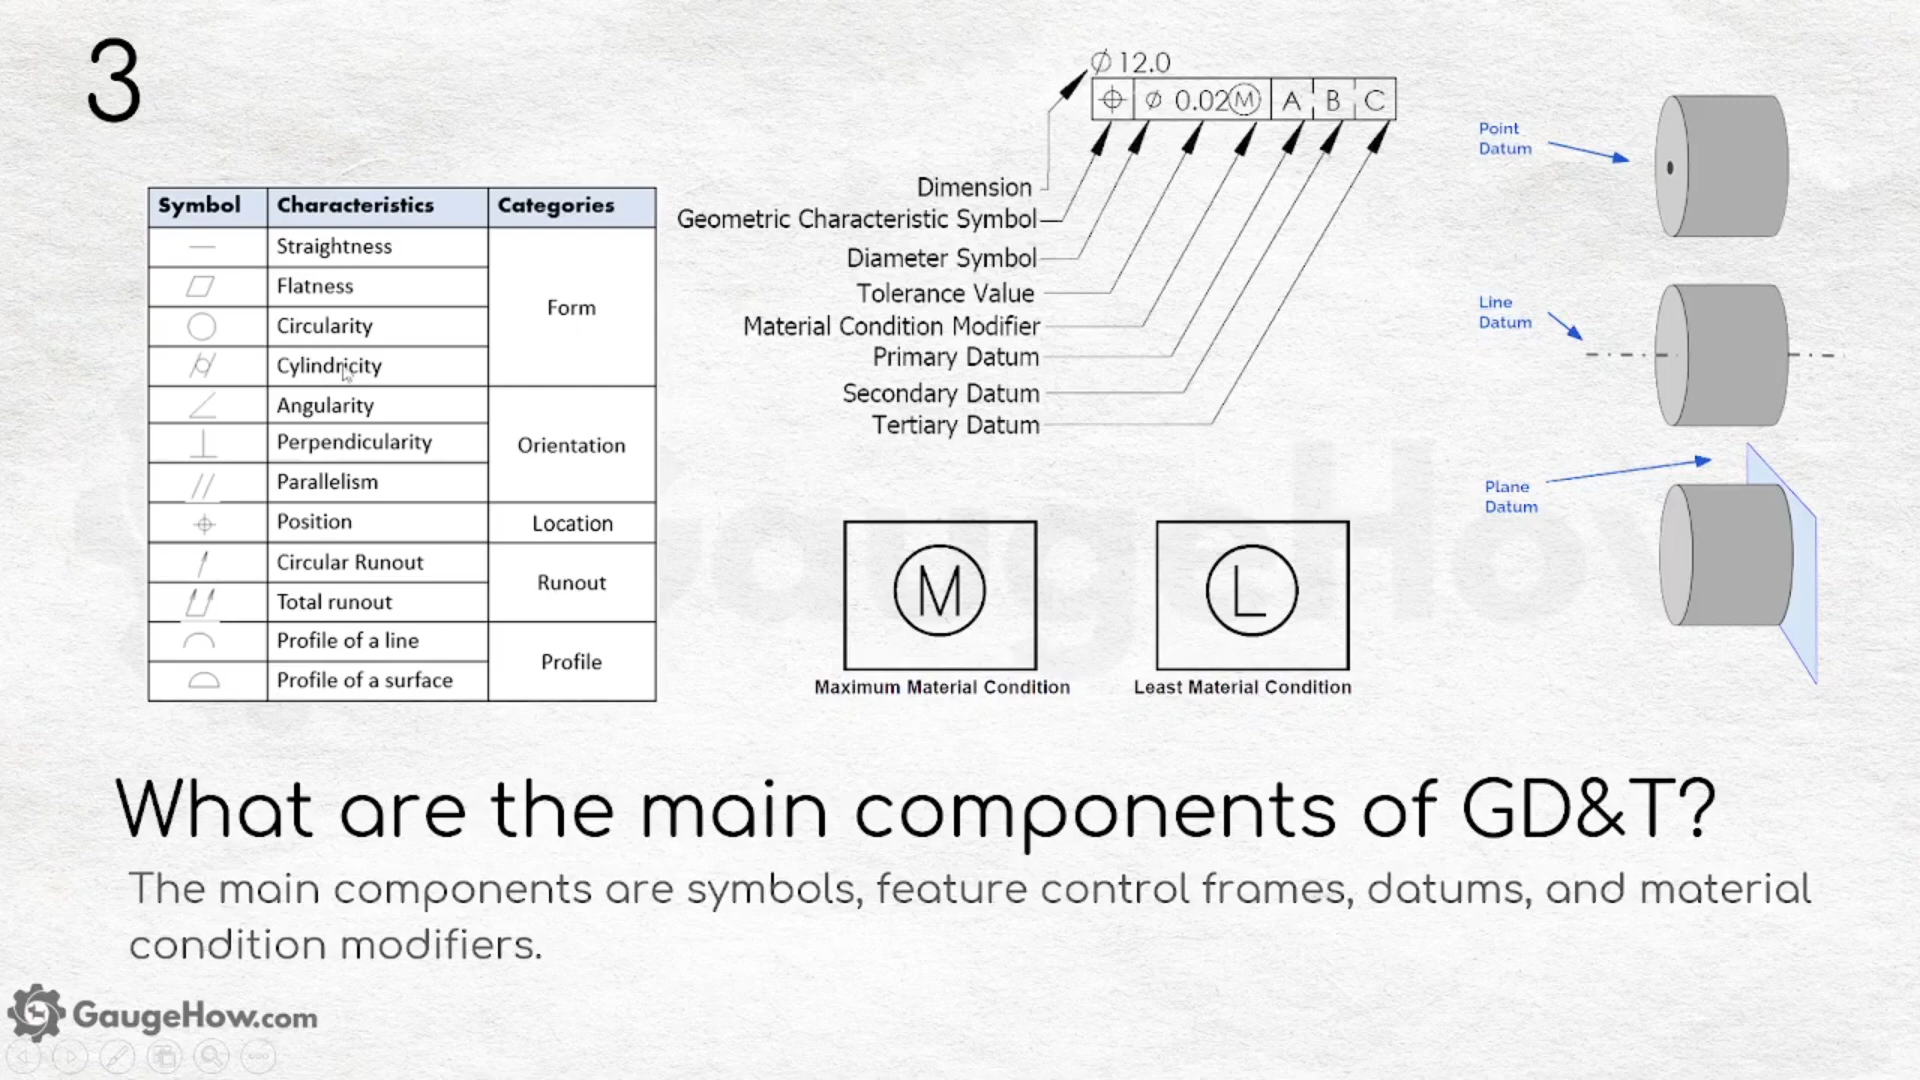 3
Symbol Characteristics Categories
Straightness
Flatness
Circularity
Cylindricity
Form
Angularity
Perpendicularity
Parallelism
Orientation
Position
Location
Circular Runout
Total runout
Runout
Profile of a line
Profile of a surface
Profile
⌀ 12.0
⌖ ⌀ 0.02Ⓜ A B C
Dimension
Geometric Characteristic Symbol
Diameter Symbol
Tolerance Value
Material Condition Modifier
Primary Datum
Secondary Datum
Tertiary Datum
M
Maximum Material Condition
L
Least Material Condition
Point
Datum
Line
Datum
Plane
Datum
What are the main components of GD&T?
The main components are symbols, feature control frames, datums, and material
condition modifiers.
GaugeHow.com